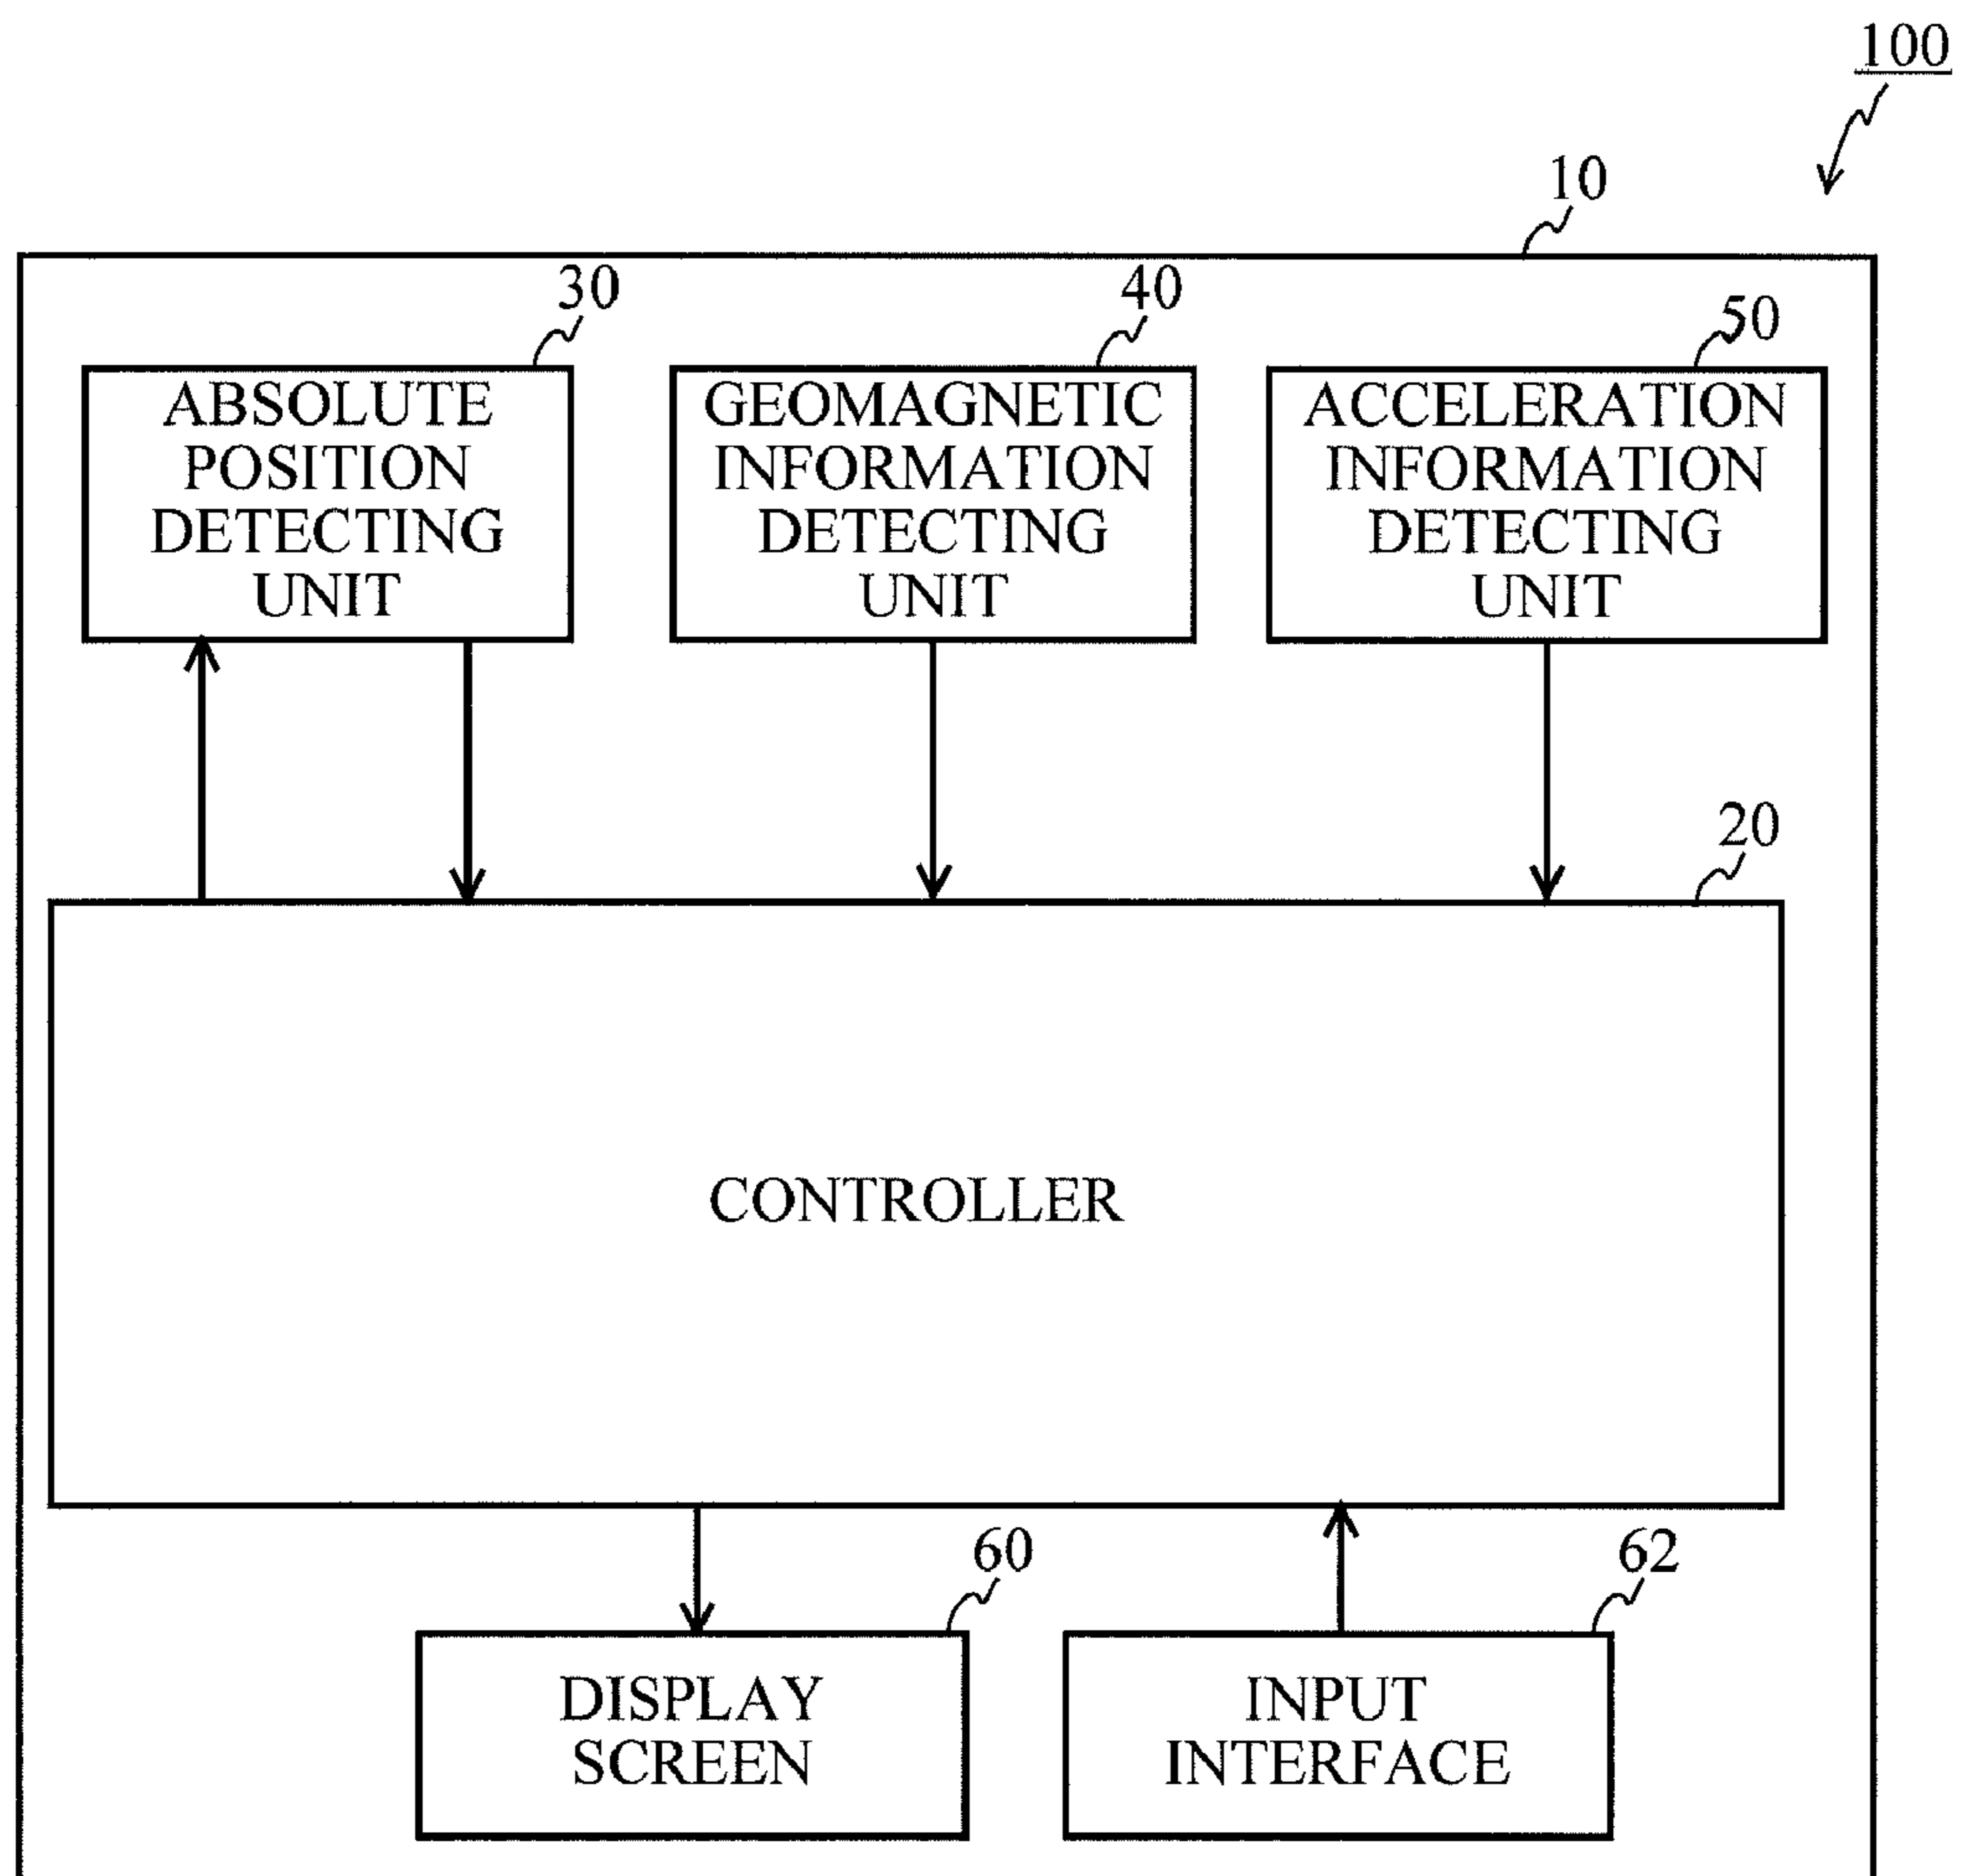 100
10
30
40
50
ABSOLUTE
POSITION
DETECTING
UNIT
GEOMAGNETIC
INFORMATION
DETECTING
UNIT
ACCELERATION
INFORMATION
DETECTING
UNIT
20
CONTROLLER
60
62
DISPLAY
SCREEN
INPUT
INTERFACE